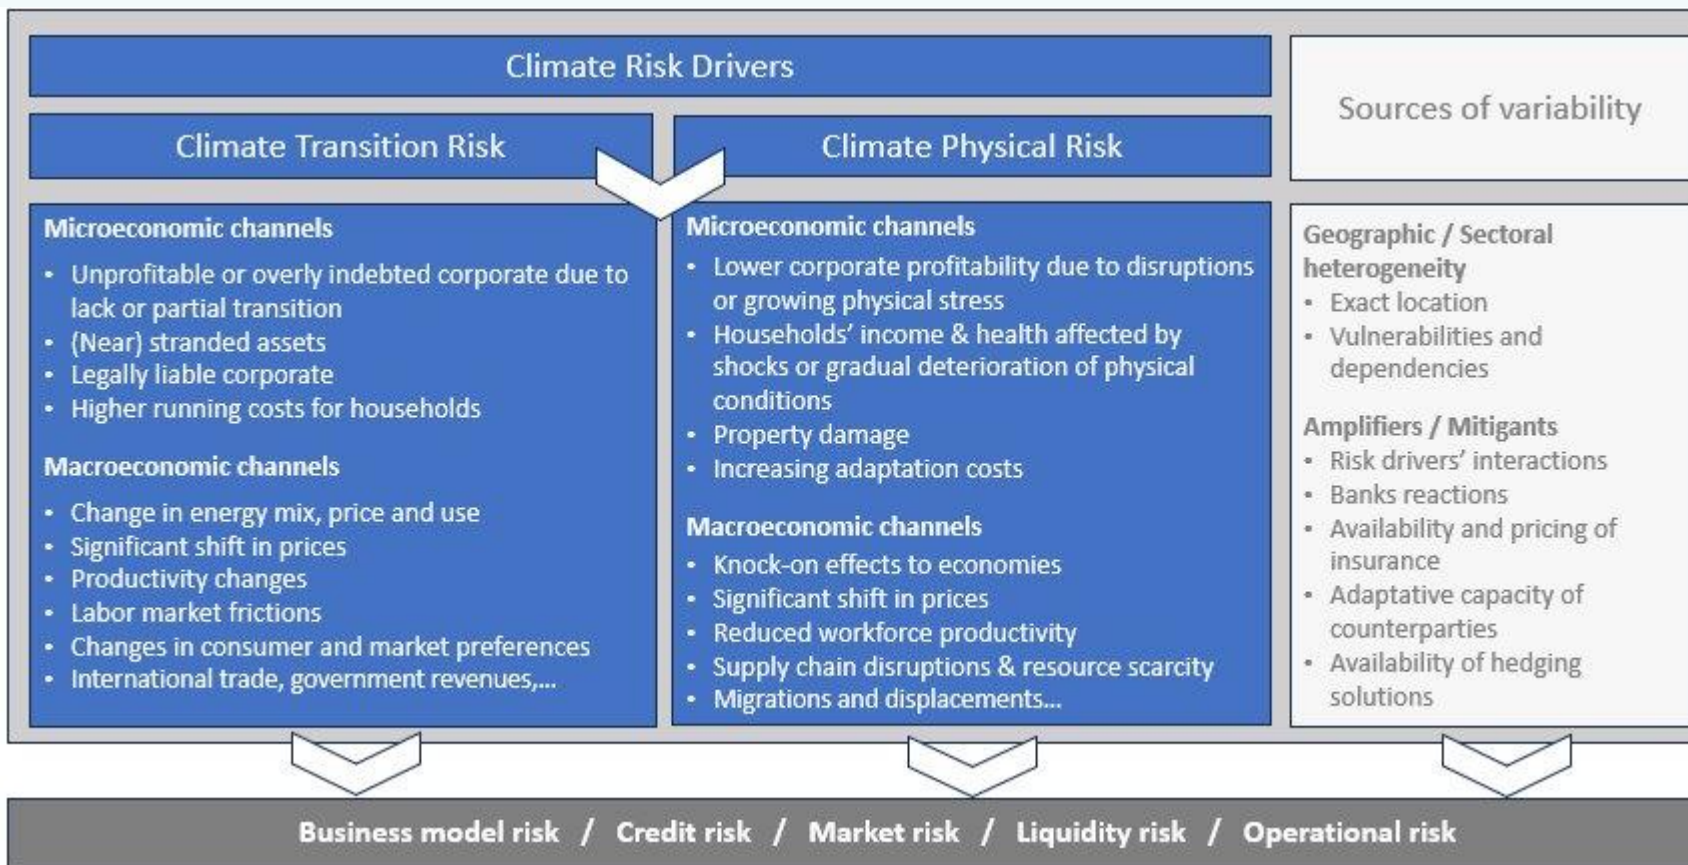 Climate Risk Drivers
Climate Transition Risk
Climate Physical Risk
Sources of variability
Microeconomic channels
• Unprofitable or overly indebted corporate due to
lack or partial transition
• (Near) stranded assets
• Legally liable corporate
• Higher running costs for households
Macroeconomic channels
• Change in energy mix, price and use
• Significant shift in prices
• Productivity changes
• Labor market frictions
• Changes in consumer and market preferences
• International trade, government revenues,...
Microeconomic channels
• Lower corporate profitability due to disruptions
or growing physical stress
• Households' income & health affected by
shocks or gradual deterioration of physical
conditions
• Property damage
• Increasing adaptation costs
Macroeconomic channels
• Knock-on effects to economies
• Significant shift in prices
• Reduced workforce productivity
• Supply chain disruptions & resource scarcity
• Migrations and displacements...
Geographic / Sectoral
heterogeneity
• Exact location
• Vulnerabilities and
dependencies
Amplifiers / Mitigants
• Risk drivers' interactions
• Banks reactions
• Availability and pricing of
insurance
• Adaptative capacity of
counterparties
• Availability of hedging
solutions
Business model risk / Credit risk / Market risk / Liquidity risk / Operational risk